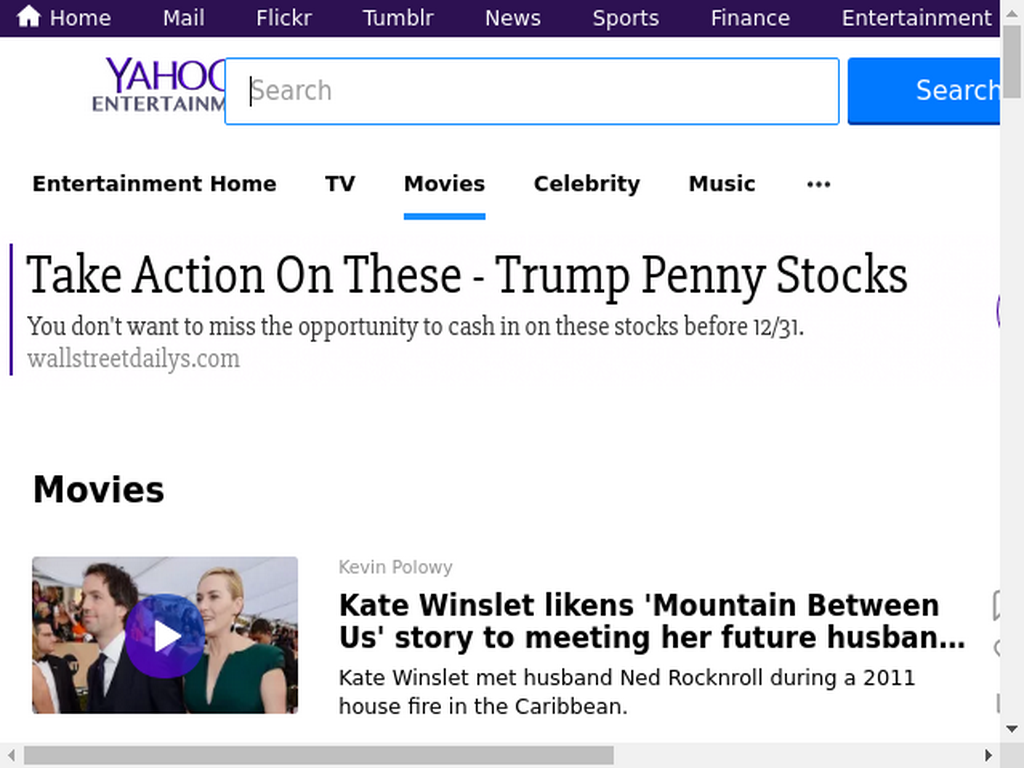 Home Mail Flickr Tumblr News Sports Finance Entertainment
YAHOO
ENTERTAINM
Search
Search
Entertainment Home TV Movies Celebrity Music •••
Take Action On These - Trump Penny Stocks
You don't want to miss the opportunity to cash in on these stocks before 12/31.
wallstreetdailys.com
Movies
Kevin Polowy
Kate Winslet likens 'Mountain Between
Us' story to meeting her future husban...
Kate Winslet met husband Ned Rocknroll during a 2011
house fire in the Caribbean.